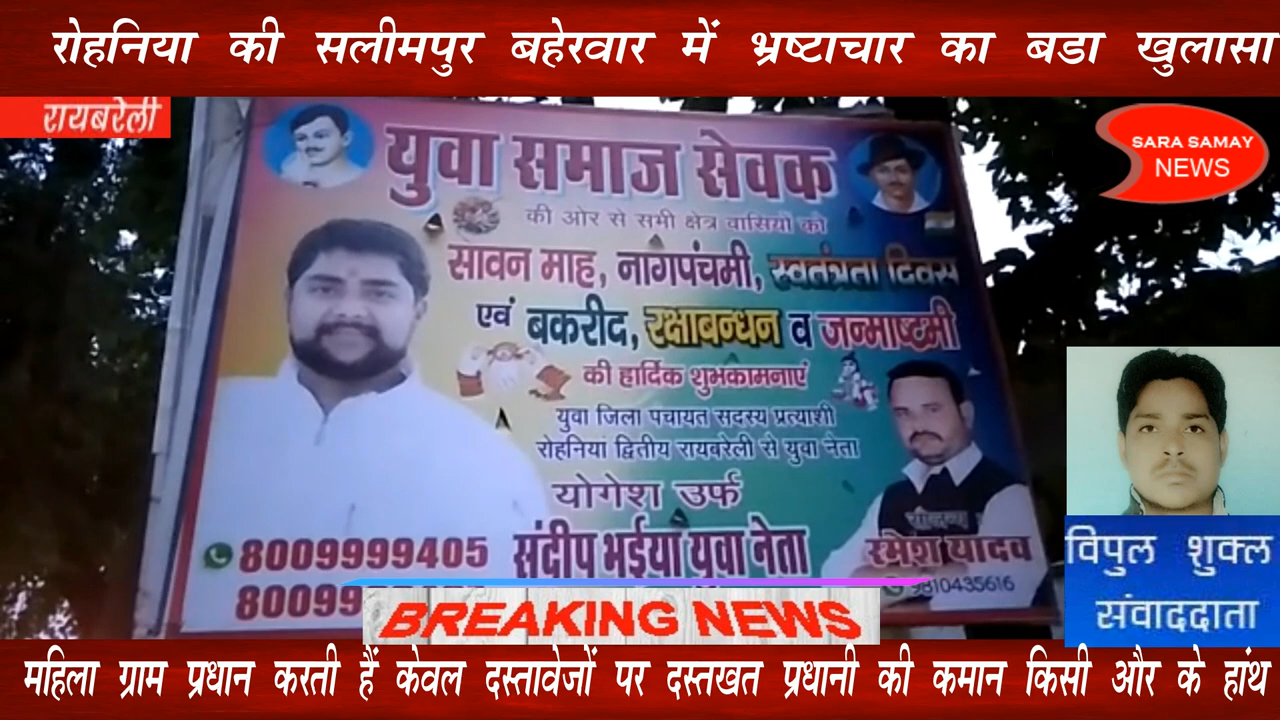 रोहनिया की सलीमपुर बहेरवार में भ्रष्टाचार का बडा खुलासा
रायबरेली
SARA SAMAY
NEWS
युवा समाज सेवक
की ओर से सभी क्षेत्र वासियों को
सावन माह, नागपंचमी, स्वतंत्रता दिवस
एवं बकरीद, रक्षाबन्धन व जन्माष्टमी
की हार्दिक शुभकामनाएं
युवा जिला पंचायत सदस्य प्रत्याशी
रोहनियां द्वितीय रायबरेली से युवा नेता
योगेश उर्फ
संदीप भईया युवा नेता
8009999405
80099
रमेश यादव
9810435616
विपुल शुक्ल
संवाददाता
BREAKING NEWS
महिला ग्राम प्रधान करती हैं केवल दस्तावेजों पर दस्तखत प्रधानी की कमान किसी और के हांथ